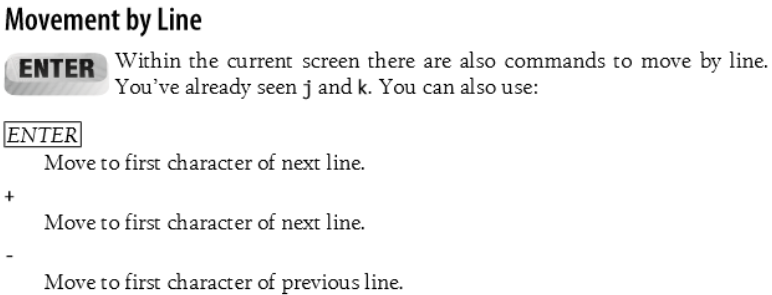 Movement by Line
ENTER Within the current screen there are also commands to move by line.
You’ve already seen j and k. You can also use:
ENTER
Move to first character of next line.
+
Move to first character of next line.
-
Move to first character of previous line.